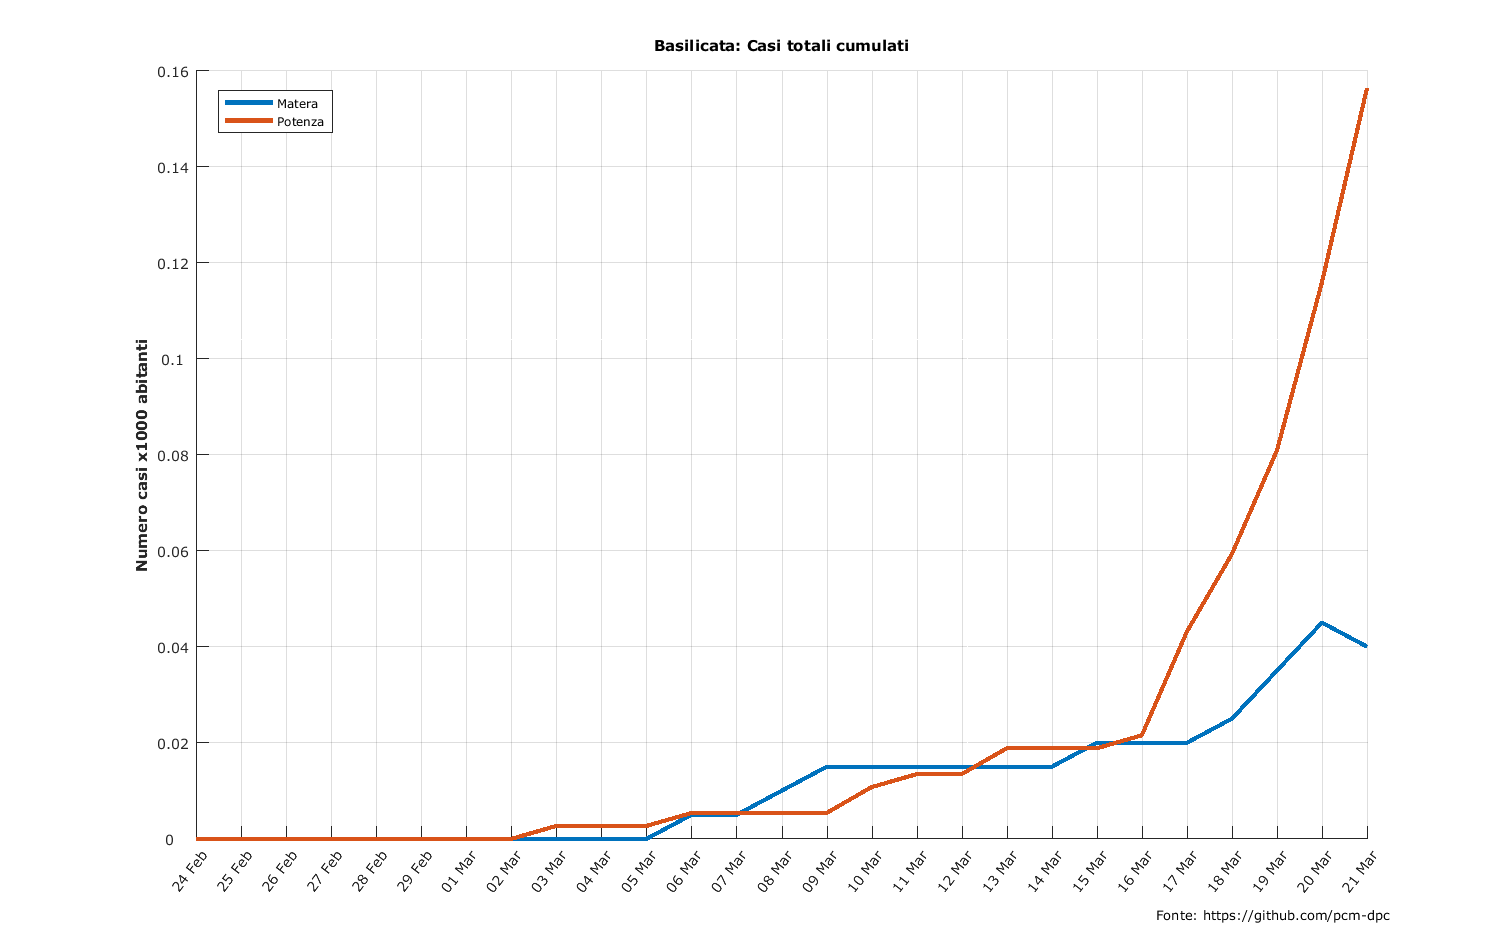 Basilicata: Casi totali cumulati
Matera
Potenza
Numero casi x1000 abitanti
0.16
0.14
0.12
0.1
0.08
0.06
0.04
0.02
0
24 Feb
25 Feb
26 Feb
27 Feb
28 Feb
29 Feb
01 Mar
02 Mar
03 Mar
04 Mar
05 Mar
06 Mar
07 Mar
08 Mar
09 Mar
10 Mar
11 Mar
12 Mar
13 Mar
14 Mar
15 Mar
16 Mar
17 Mar
18 Mar
19 Mar
20 Mar
21 Mar
Fonte: https://github.com/pcm-dpc